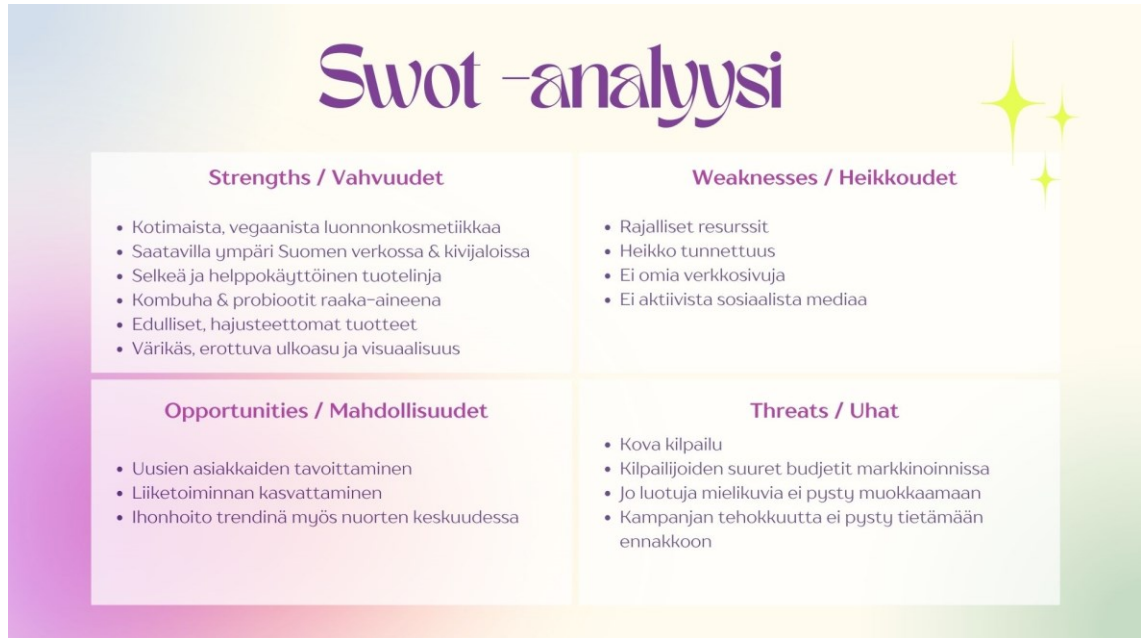 Swot -analyysi
Strengths / Vahvuudet
• Kotimaista, vegaanista luonnonkosmetiikkaa
• Saatavilla ympäri Suomen verkossa & kivijaloissa
• Selkeä ja helppokäyttöinen tuotelinja
• Kombuha & probiootit raaka-aineena
• Edulliset, hajusteettomat tuotteet
• Värikäs, erottuva ulkoasu ja visuaalisuus
Weaknesses / Heikkoudet
• Rajalliset resurssit
• Heikko tunnettuus
• Ei omia verkkosivuja
• Ei aktiivista sosiaalista mediaa
Opportunities / Mahdollisuudet
• Uusien asiakkaiden tavoittaminen
• Liiketoiminnan kasvattaminen
• Ihonhoito trendinä myös nuorten keskuudessa
Threats / Uhat
• Kova kilpailu
• Kilpailijoiden suuret budjetit markkinoinnissa
• Jo luotuja mielikuvia ei pysty muokkaamaan
• Kampanjan tehokkuutta ei pysty tietämään
ennakkoon